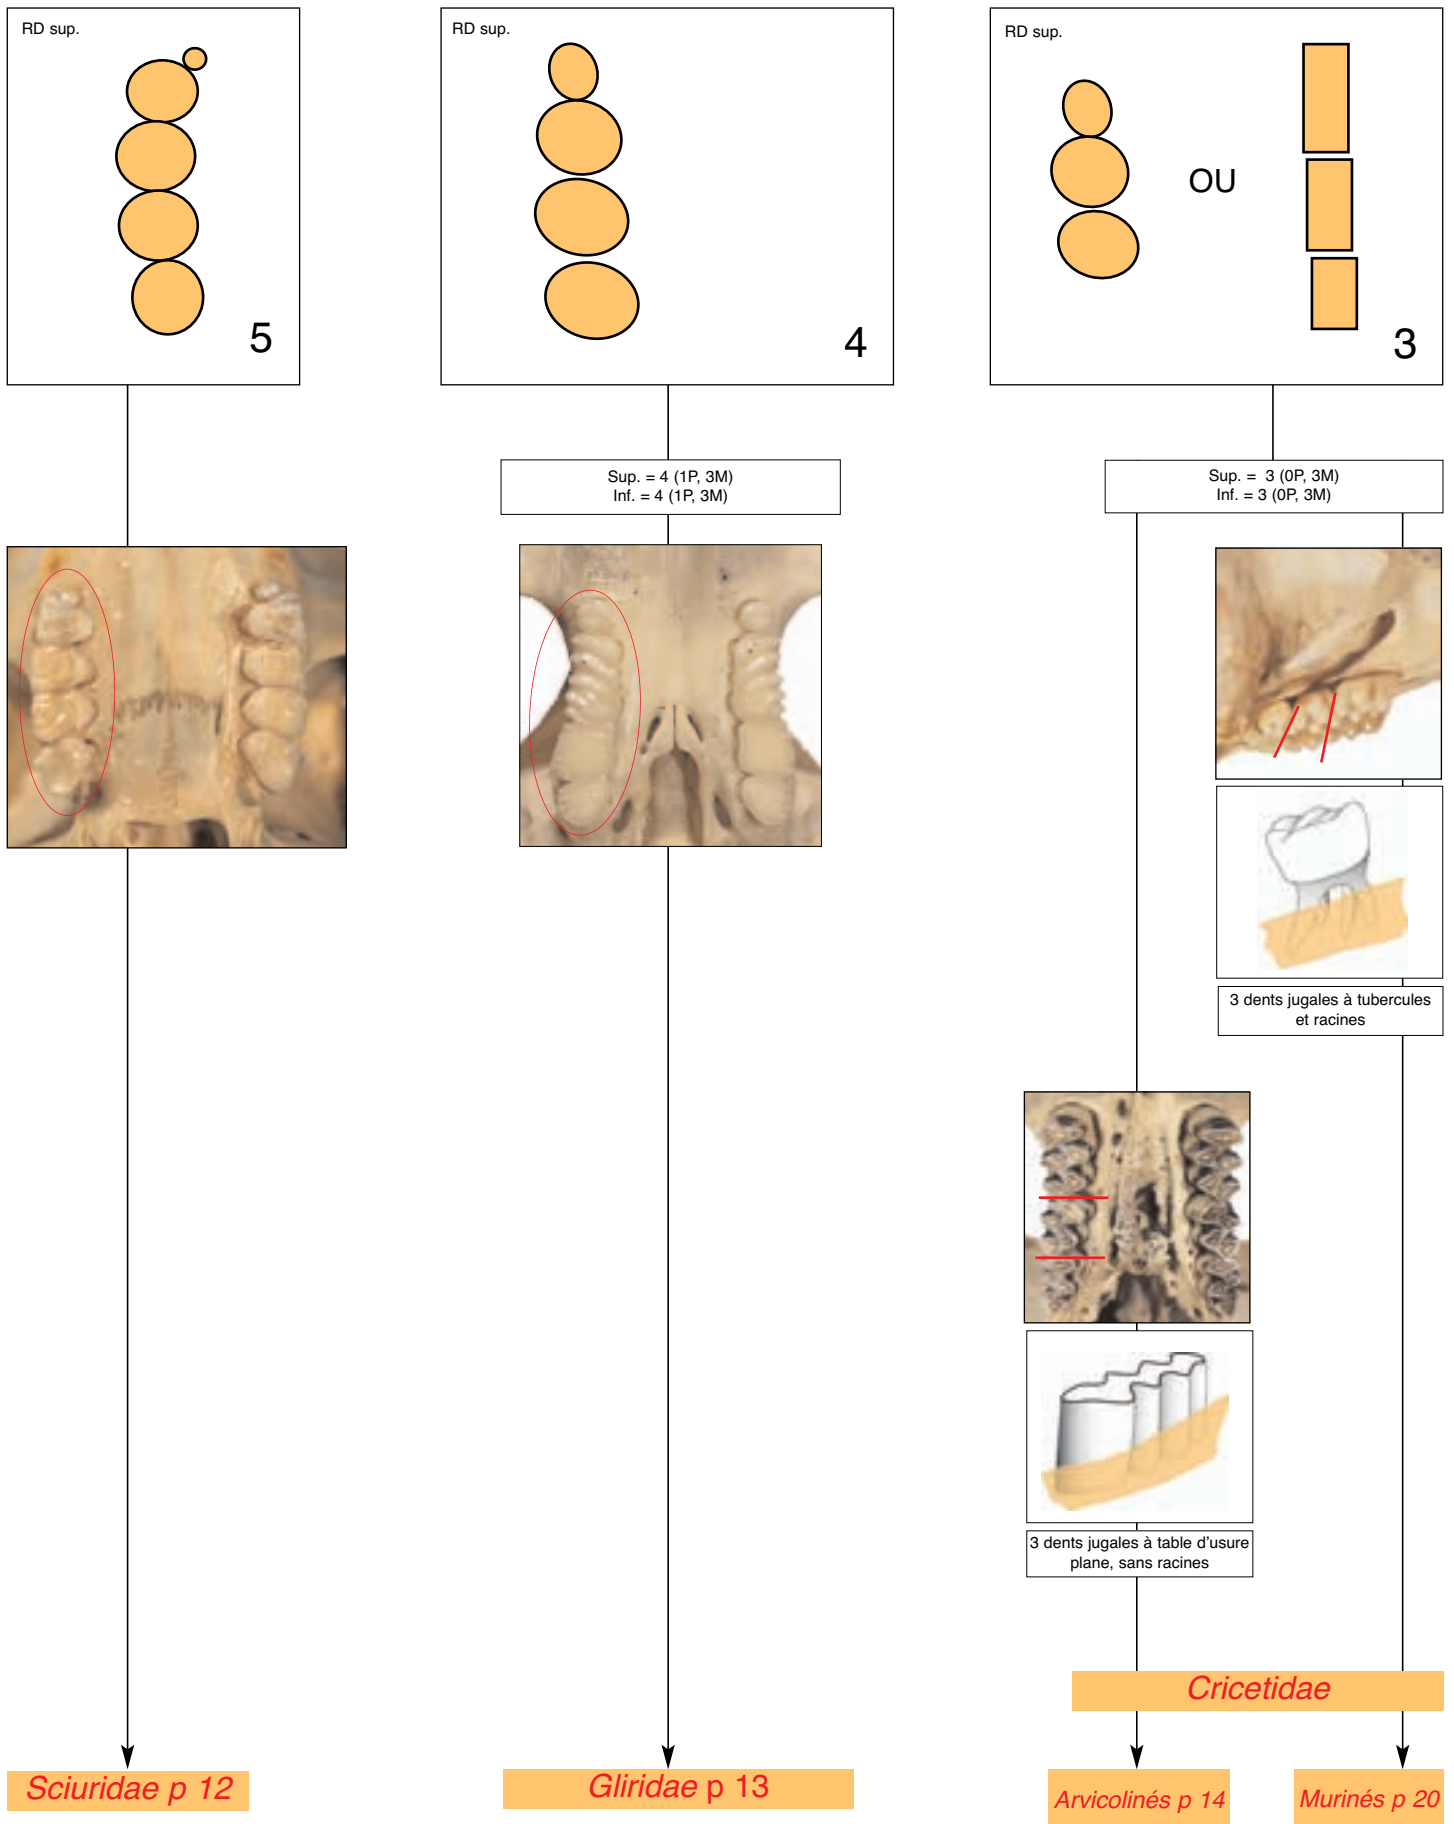 RD sup.
5
RD sup.
4
RD sup.
OU
3
Sup. = 4 (1P, 3M)
Inf. = 4 (1P, 3M)
Sup. = 3 (0P, 3M)
Inf. = 3 (0P, 3M)
3 dents jugales à tubercules
et racines
3 dents jugales à table d'usure
plane, sans racines
Cricetidae
Sciuridae p 12
Gliridae p 13
Arvicolinés p 14
Murinés p 20